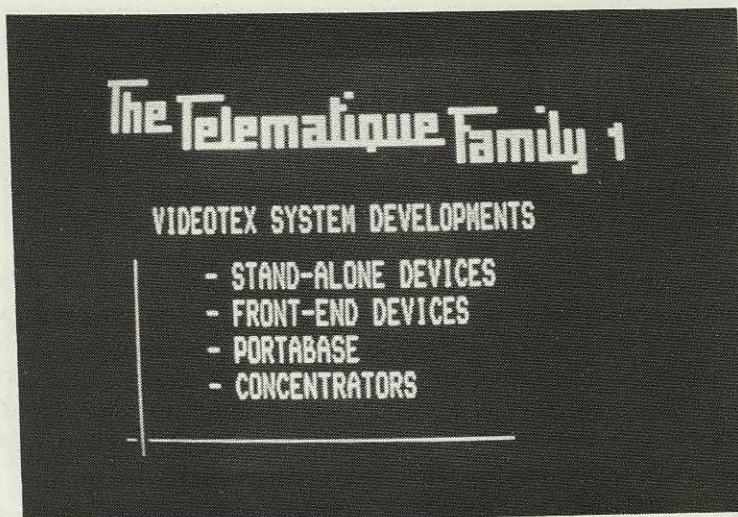 The Telematique Family 1
VIDEOTEX SYSTEM DEVELOPMENTS
- STAND-ALONE DEVICES
- FRONT-END DEVICES
- PORTABASE
- CONCENTRATORS